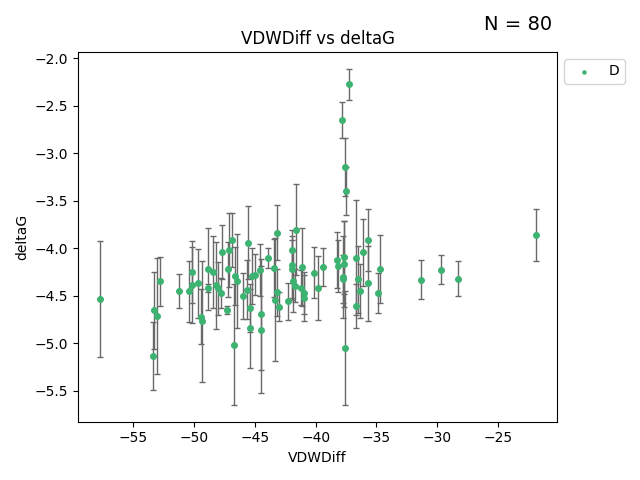 N = 80
VDWDiff vs deltaG
D
−2.0
−2.5
−3.0
−3.5
−4.0
−4.5
−5.0
−5.5
deltaG
−55 −50 −45 −40 −35 −30 −25
VDWDiff